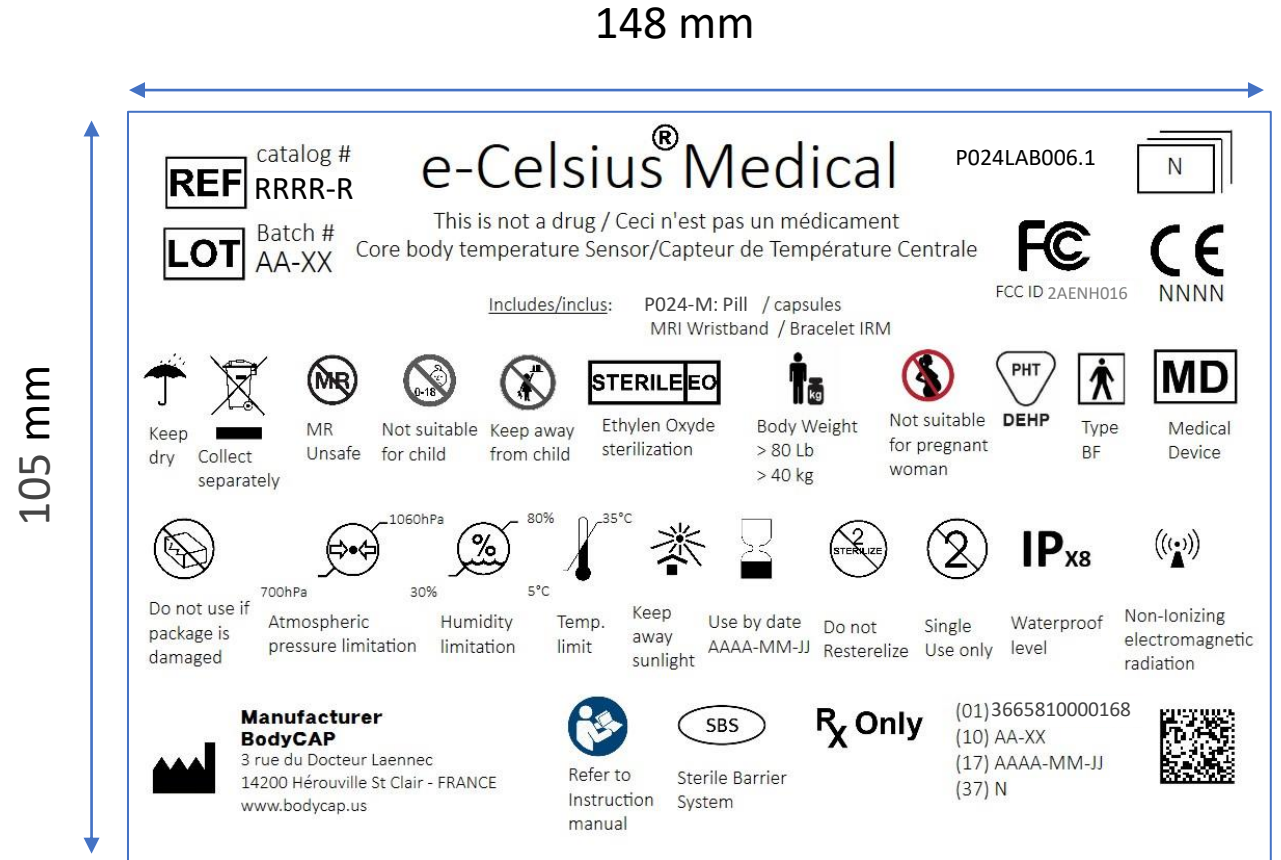 148 mm
105 mm
REF
catalog #
RRRR-R
e-Celsius® Medical
P024LAB006.1
N
LOT
Batch #
AA-XX
This is not a drug / Ceci n'est pas un médicament
Core body temperature Sensor/Capteur de Température Centrale
FC
CE
FCC ID 2AENH016
NNNN
Includes/inclus: P024-M: Pill / capsules
MRI Wristband / Bracelet IRM
MR
0-18
STERILE EO
kg
PHT
DEHP
MD
Keep
dry
Collect
separately
MR
Unsafe
Not suitable
for child
Keep away
from child
Ethylen Oxyde
sterilization
Body Weight
> 80 Lb
> 40 kg
Not suitable
for pregnant
woman
Type
BF
Medical
Device
1060hPa
700hPa
%
80%
30%
35°C
5°C
2
STERILIZE
2
IPX8
Do not use if
package is
damaged
Atmospheric
pressure limitation
Humidity
limitation
Temp.
limit
Keep
away
sunlight
Use by date
AAAA-MM-JJ
Do not
Resterelize
Single
Use only
Waterproof
level
Non-Ionizing
electromagnetic
radiation
Manufacturer
BodyCAP
3 rue du Docteur Laennec
14200 Hérouville St Clair - FRANCE
www.bodycap.us
Refer to
Instruction
manual
SBS
Sterile Barrier
System
Rx Only
(01)3665810000168
(10) AA-XX
(17) AAAA-MM-JJ
(37) N